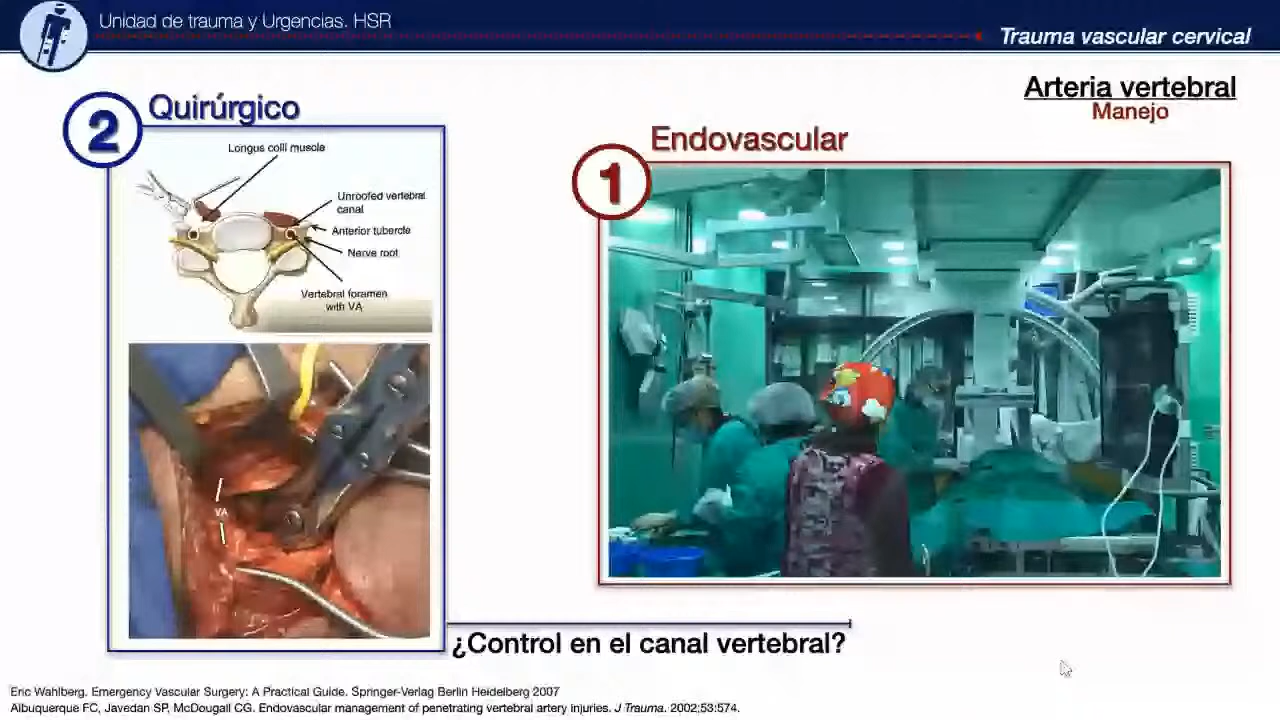 Unidad de trauma y Urgencias. HSR
Trauma vascular cervical
Arteria vertebral
Manejo
2
Quirúrgico
Longus colli muscle
Unroofed vertebral
canal
Anterior tubercle
Nerve root
Vertebral foramen
with VA
VA
1
Endovascular
¿Control en el canal vertebral?
Eric Wahlberg. Emergency Vascular Surgery: A Practical Guide. Springer-Verlag Berlin Heidelberg 2007
Albuquerque FC, Javedan SP, McDougall CG. Endovascular management of penetrating vertebral artery injuries. J Trauma. 2002;53:574.